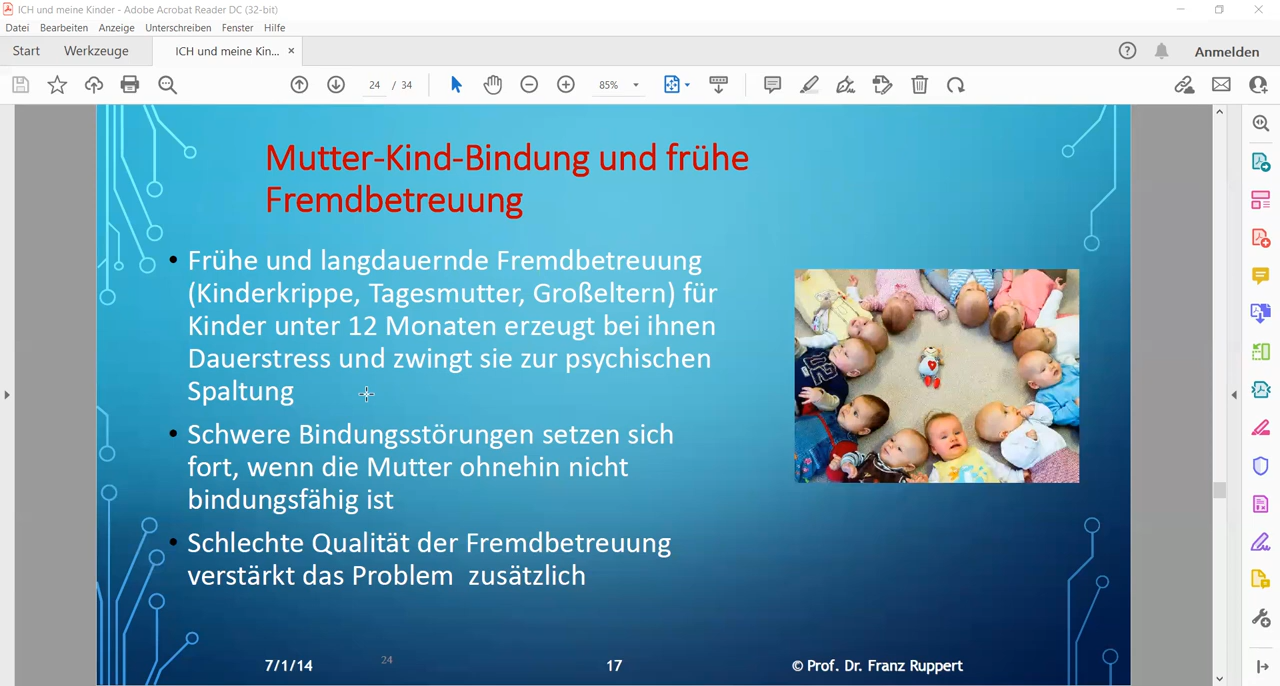 ICH und meine Kinder - Adobe Acrobat Reader DC (32-bit)
Datei Bearbeiten Anzeige Unterschreiben Fenster Hilfe
Start Werkzeuge ICH und meine Kin... × Anmelden
24 / 34 85%
Mutter-Kind-Bindung und frühe
Fremdbetreuung
• Frühe und langdauernde Fremdbetreuung
(Kinderkrippe, Tagesmutter, Großeltern) für
Kinder unter 12 Monaten erzeugt bei ihnen
Dauerstress und zwingt sie zur psychischen
Spaltung
• Schwere Bindungsstörungen setzen sich
fort, wenn die Mutter ohnehin nicht
bindungsfähig ist
• Schlechte Qualität der Fremdbetreuung
verstärkt das Problem zusätzlich
7/1/14 24 17 © Prof. Dr. Franz Ruppert